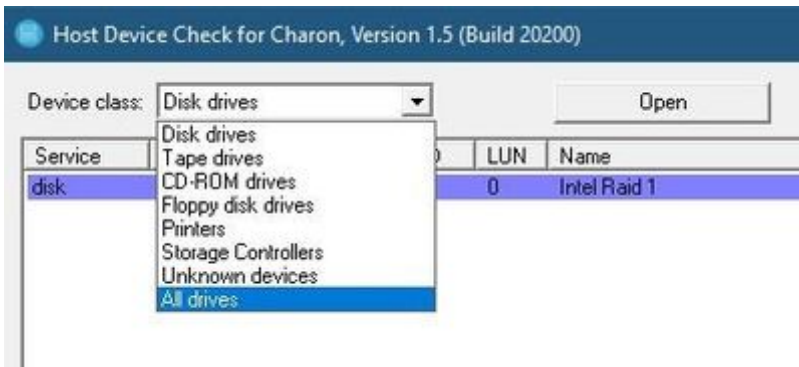 Host Device Check for Charon, Version 1.5 (Build 20200)
Device class: Disk drives Open
Disk drives
Service LUN Name
Tape drives
disk CD-ROM drives 0 Intel Raid 1
Floppy disk drives
Printers
Storage Controllers
Unknown devices
All drives